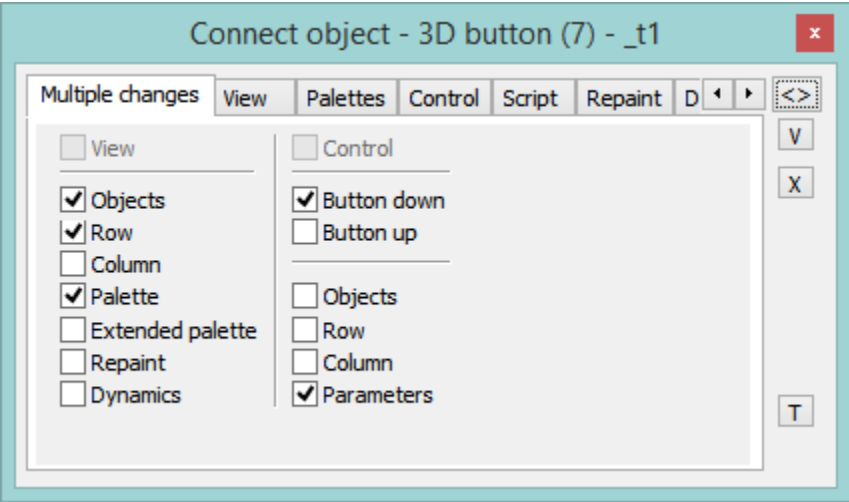 Connect object - 3D button (7) - _t1
x
Multiple changes View Palettes Control Script Repaint D
<>
V
X
View
Objects
Row
Column
Palette
Extended palette
Repaint
Dynamics
Control
Button down
Button up
Objects
Row
Column
Parameters
T